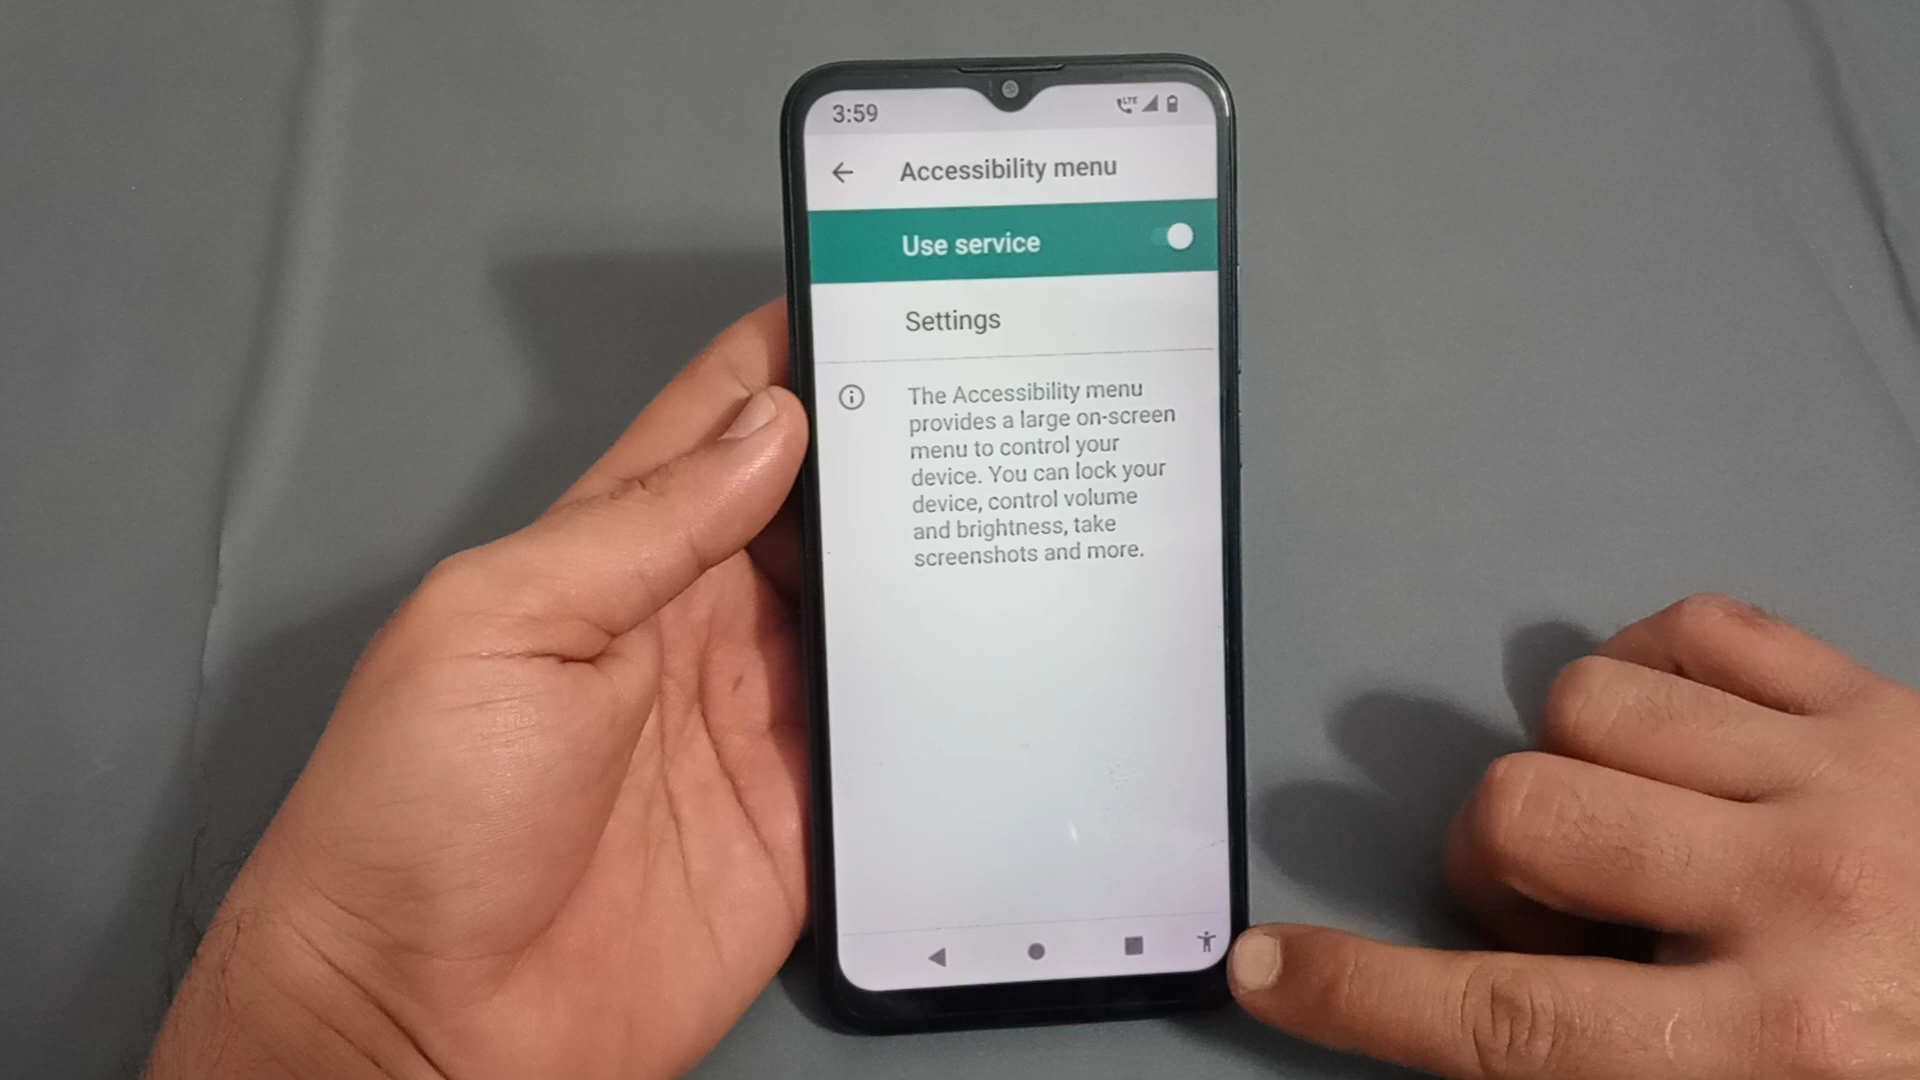 3:59
LTE
Accessibility menu
Use service
Settings
The Accessibility menu
provides a large on-screen
menu to control your
device. You can lock your
device, control volume
and brightness, take
screenshots and more.